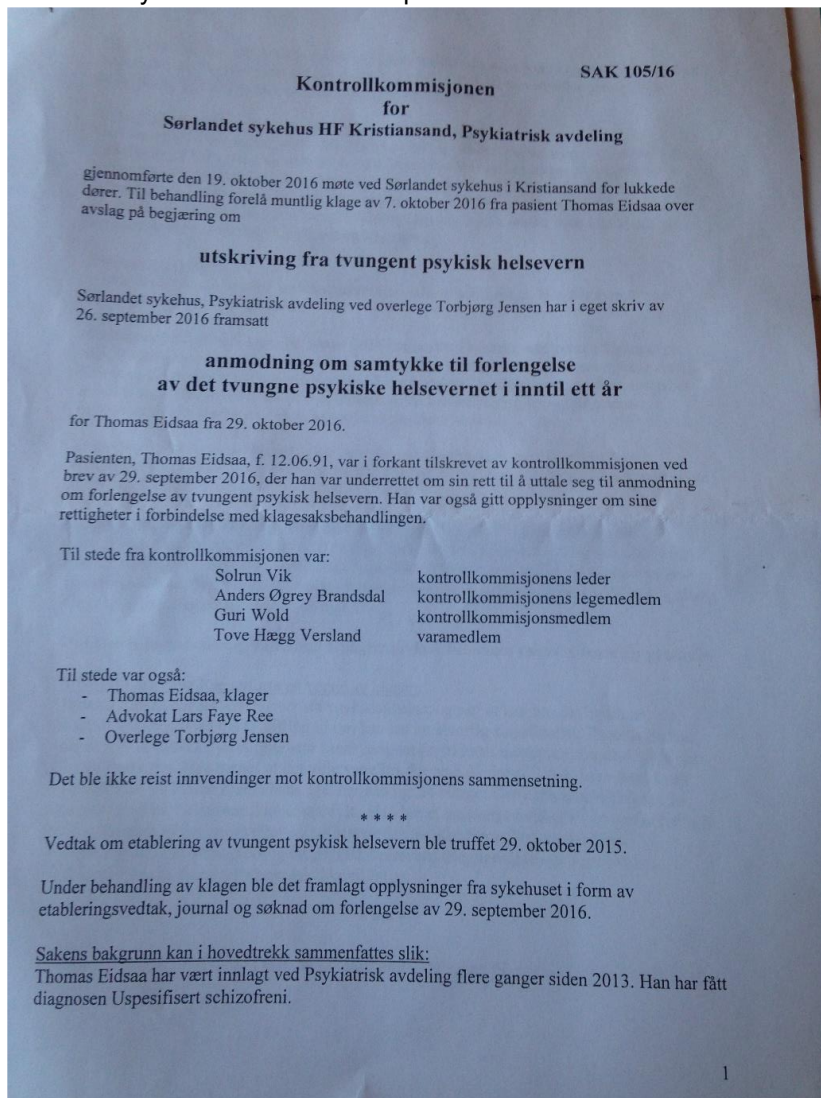 SAK 105/16
Kontrollkommisjonen
for
Sørlandet sykehus HF Kristiansand, Psykiatrisk avdeling
gjennomførte den 19. oktober 2016 møte ved Sørlandet sykehus i Kristiansand for lukkede
dører. Til behandling forelå muntlig klage av 7. oktober 2016 fra pasient Thomas Eidsaa over
avslag på begjæring om
utskriving fra tvungent psykisk helsevern
Sørlandet sykehus, Psykiatrisk avdeling ved overlege Torbjørg Jensen har i eget skriv av
26. september 2016 framsatt
anmodning om samtykke til forlengelse
av det tvungne psykiske helsevernet i inntil ett år
for Thomas Eidsaa fra 29. oktober 2016.
Pasienten, Thomas Eidsaa, f. 12.06.91, var i forkant tilskrevet av kontrollkommisjonen ved
brev av 29. september 2016, der han var underrettet om sin rett til å uttale seg til anmodning
om forlengelse av tvungent psykisk helsevern. Han var også gitt opplysninger om sine
rettigheter i forbindelse med klagesaksbehandlingen.
Til stede fra kontrollkommisjonen var:
Solrun Vik kontrollkommisjonens leder
Anders Øgrey Brandsdal kontrollkommisjonens legemedlem
Guri Wold kontrollkommisjonsmedlem
Tove Hægg Versland varamedlem
Til stede var også:
- Thomas Eidsaa, klager
- Advokat Lars Faye Ree
- Overlege Torbjørg Jensen
Det ble ikke reist innvendinger mot kontrollkommisjonens sammensetning.
* * * *
Vedtak om etablering av tvungent psykisk helsevern ble truffet 29. oktober 2015.
Under behandling av klagen ble det framlagt opplysninger fra sykehuset i form av
etableringsvedtak, journal og søknad om forlengelse av 29. september 2016.
Sakens bakgrunn kan i hovedtrekk sammenfattes slik:
Thomas Eidsaa har vært innlagt ved Psykiatrisk avdeling flere ganger siden 2013. Han har fått
diagnosen Uspesifisert schizofreni.
1